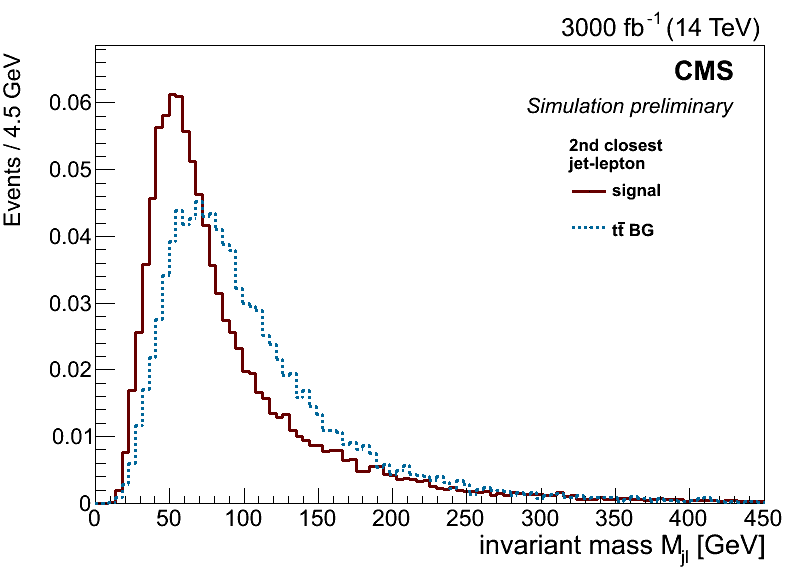 3000 fb⁻¹ (14 TeV)
CMS
Simulation preliminary
2nd closest
jet-lepton
signal
tt̄ BG
Events / 4.5 GeV
0.06
0.05
0.04
0.03
0.02
0.01
0
0 50 100 150 200 250 300 350 400 450
invariant mass Mjl [GeV]